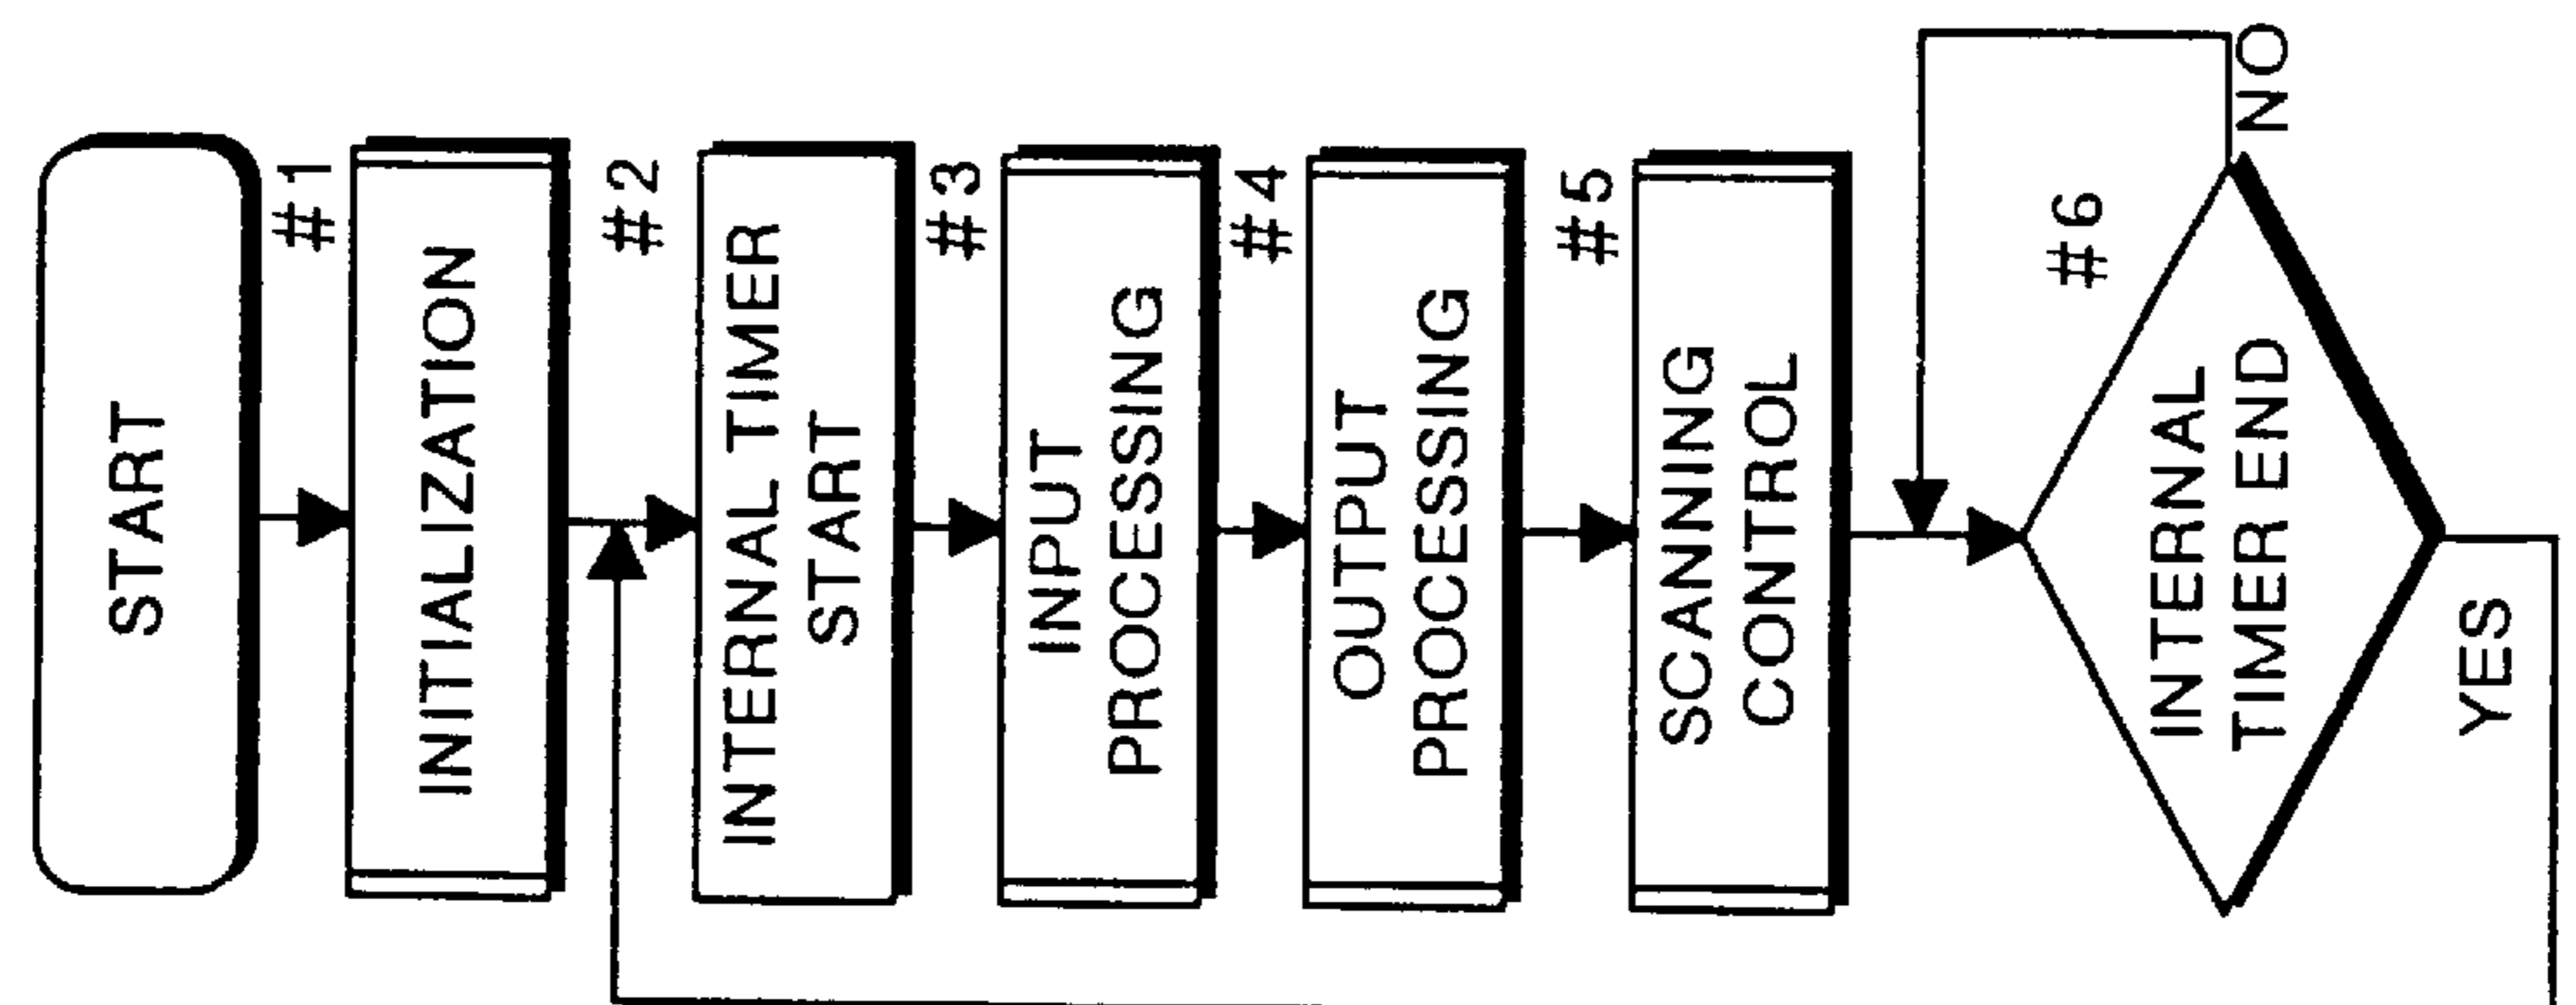 START
#1
INITIALIZATION
#2
INTERNAL TIMER
START
#3
INPUT
PROCESSING
#4
OUTPUT
PROCESSING
#5
SCANNING
CONTROL
#6
INTERNAL
TIMER END
NO
YES